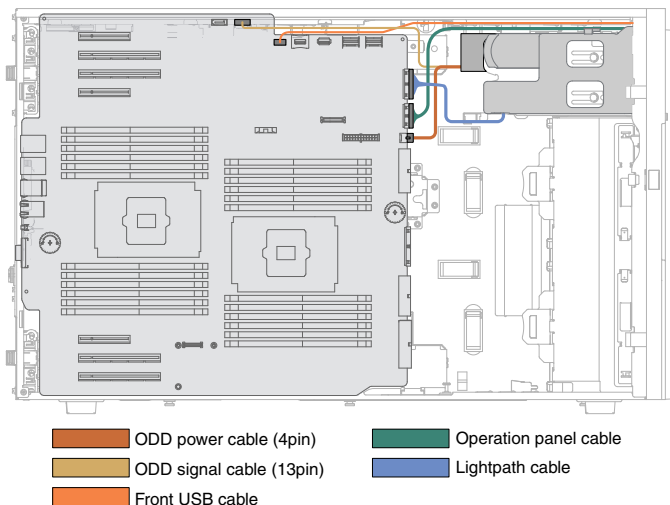 ODD power cable (4pin)
ODD signal cable (13pin)
Front USB cable
Operation panel cable
Lightpath cable